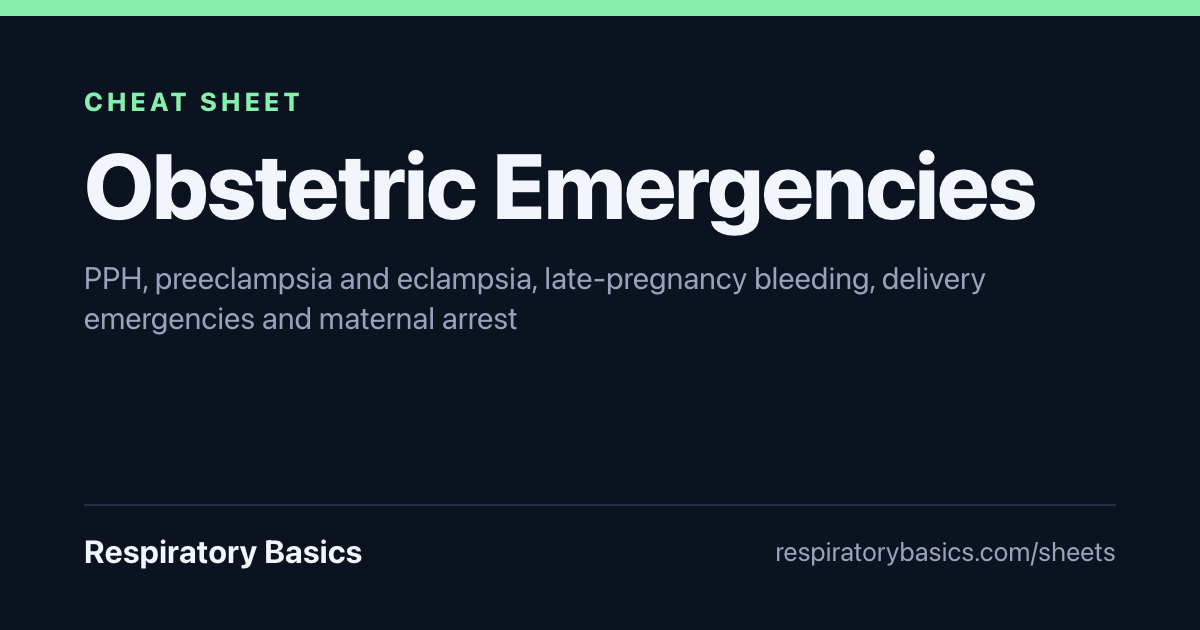 CHEAT SHEET
Obstetric Emergencies
PPH, preeclampsia and eclampsia, late-pregnancy bleeding, delivery
emergencies and maternal arrest
Respiratory Basics
respiratorybasics.com/sheets